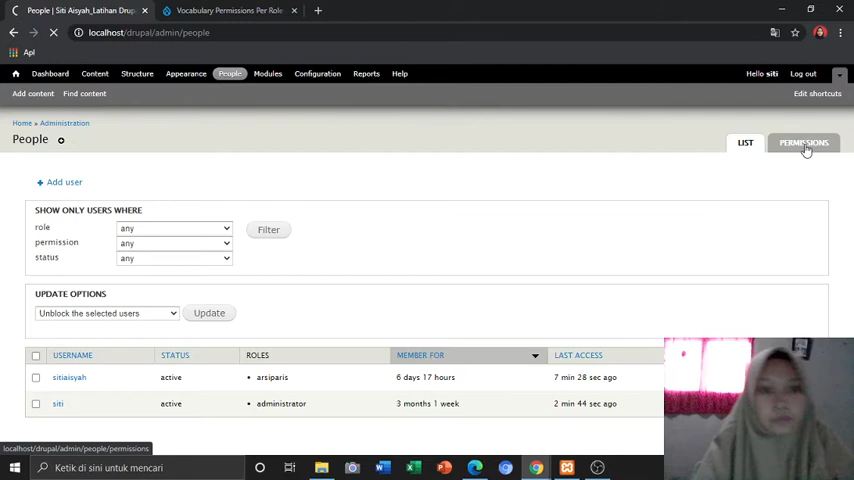 People | Siti Aisyah_Latihan Drup
Vocabulary Permissions Per Role
localhost/drupal/admin/people
Apl
Dashboard Content Structure Appearance People Modules Configuration Reports Help
Hello siti Log out
Add content Find content
Edit shortcuts
Home » Administration
People
LIST PERMISSIONS
Add user
SHOW ONLY USERS WHERE
role any
Filter
permission any
status any
UPDATE OPTIONS
Unblock the selected users Update
USERNAME STATUS ROLES MEMBER FOR LAST ACCESS
sitiaisyah active arsiparis 6 days 17 hours 7 min 28 sec ago
siti active administrator 3 months 1 week 2 min 44 sec ago
localhost/drupal/admin/people/permissions
Ketik di sini untuk mencari